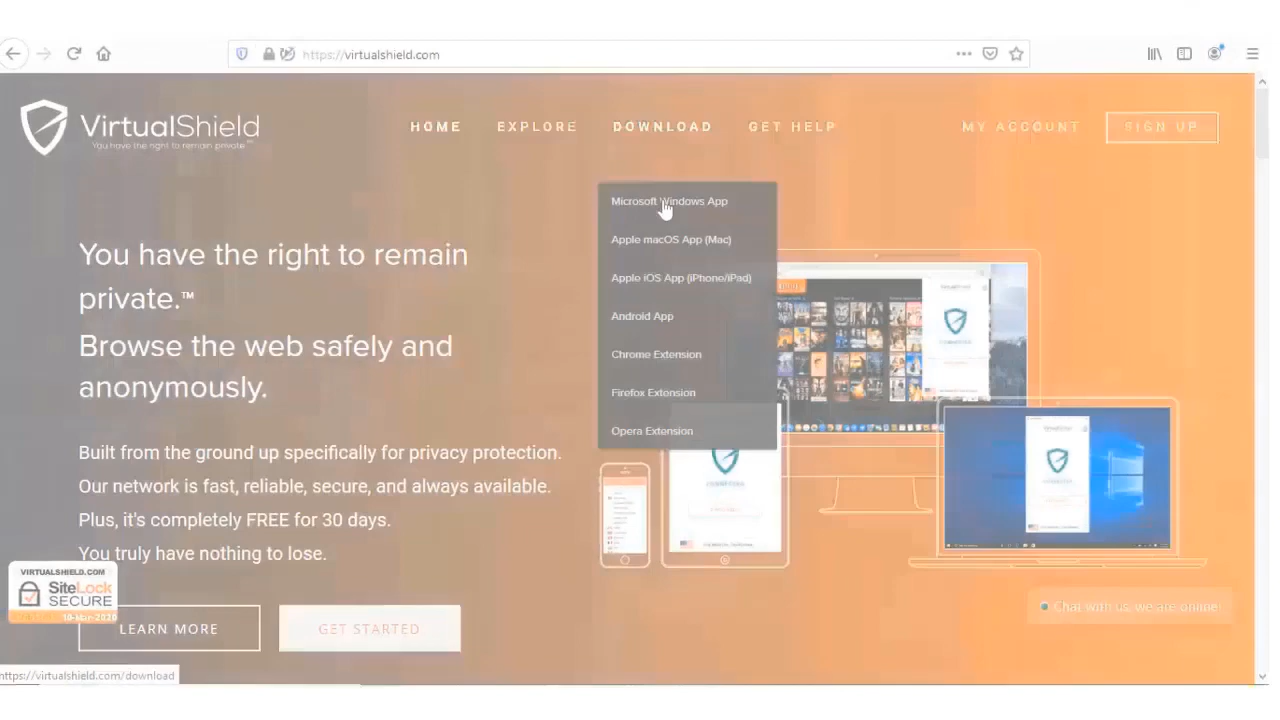 https://virtualshield.com
VirtualShield
You have the right to remain private.™
HOME
EXPLORE
DOWNLOAD
GET HELP
MY ACCOUNT
SIGN UP
Microsoft Windows App
Apple macOS App (Mac)
Apple iOS App (iPhone/iPad)
Android App
Chrome Extension
Firefox Extension
Opera Extension
You have the right to remain
private.™
Browse the web safely and
anonymously.
Built from the ground up specifically for privacy protection.
Our network is fast, reliable, secure, and always available.
Plus, it's completely FREE for 30 days.
You truly have nothing to lose.
VIRTUALSHIELD.COM
SiteLock
SECURE
10-Mar-2020
LEARN MORE
GET STARTED
Chat with us, we are online!
https://virtualshield.com/download